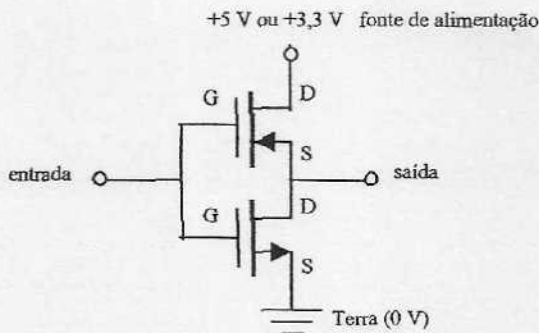 +5 V ou +3,3 V fonte de alimentação
D
G
S
entrada
saída
D
G
S
Terra (0 V)